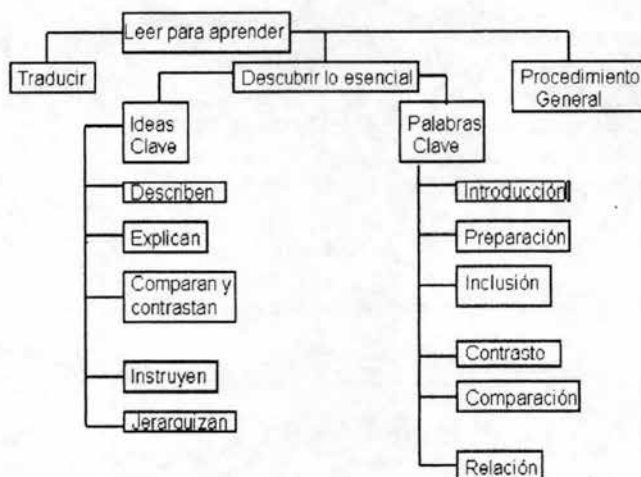 Leer para aprender
Traducir
Descubrir lo esencial
Procedimiento
General
Ideas
Clave
Palabras
Clave
Describen
Introducción
Explican
Preparación
Comparan y
contrastan
Inclusión
Instruyen
Contraste
Jerarquizan
Comparación
Relación